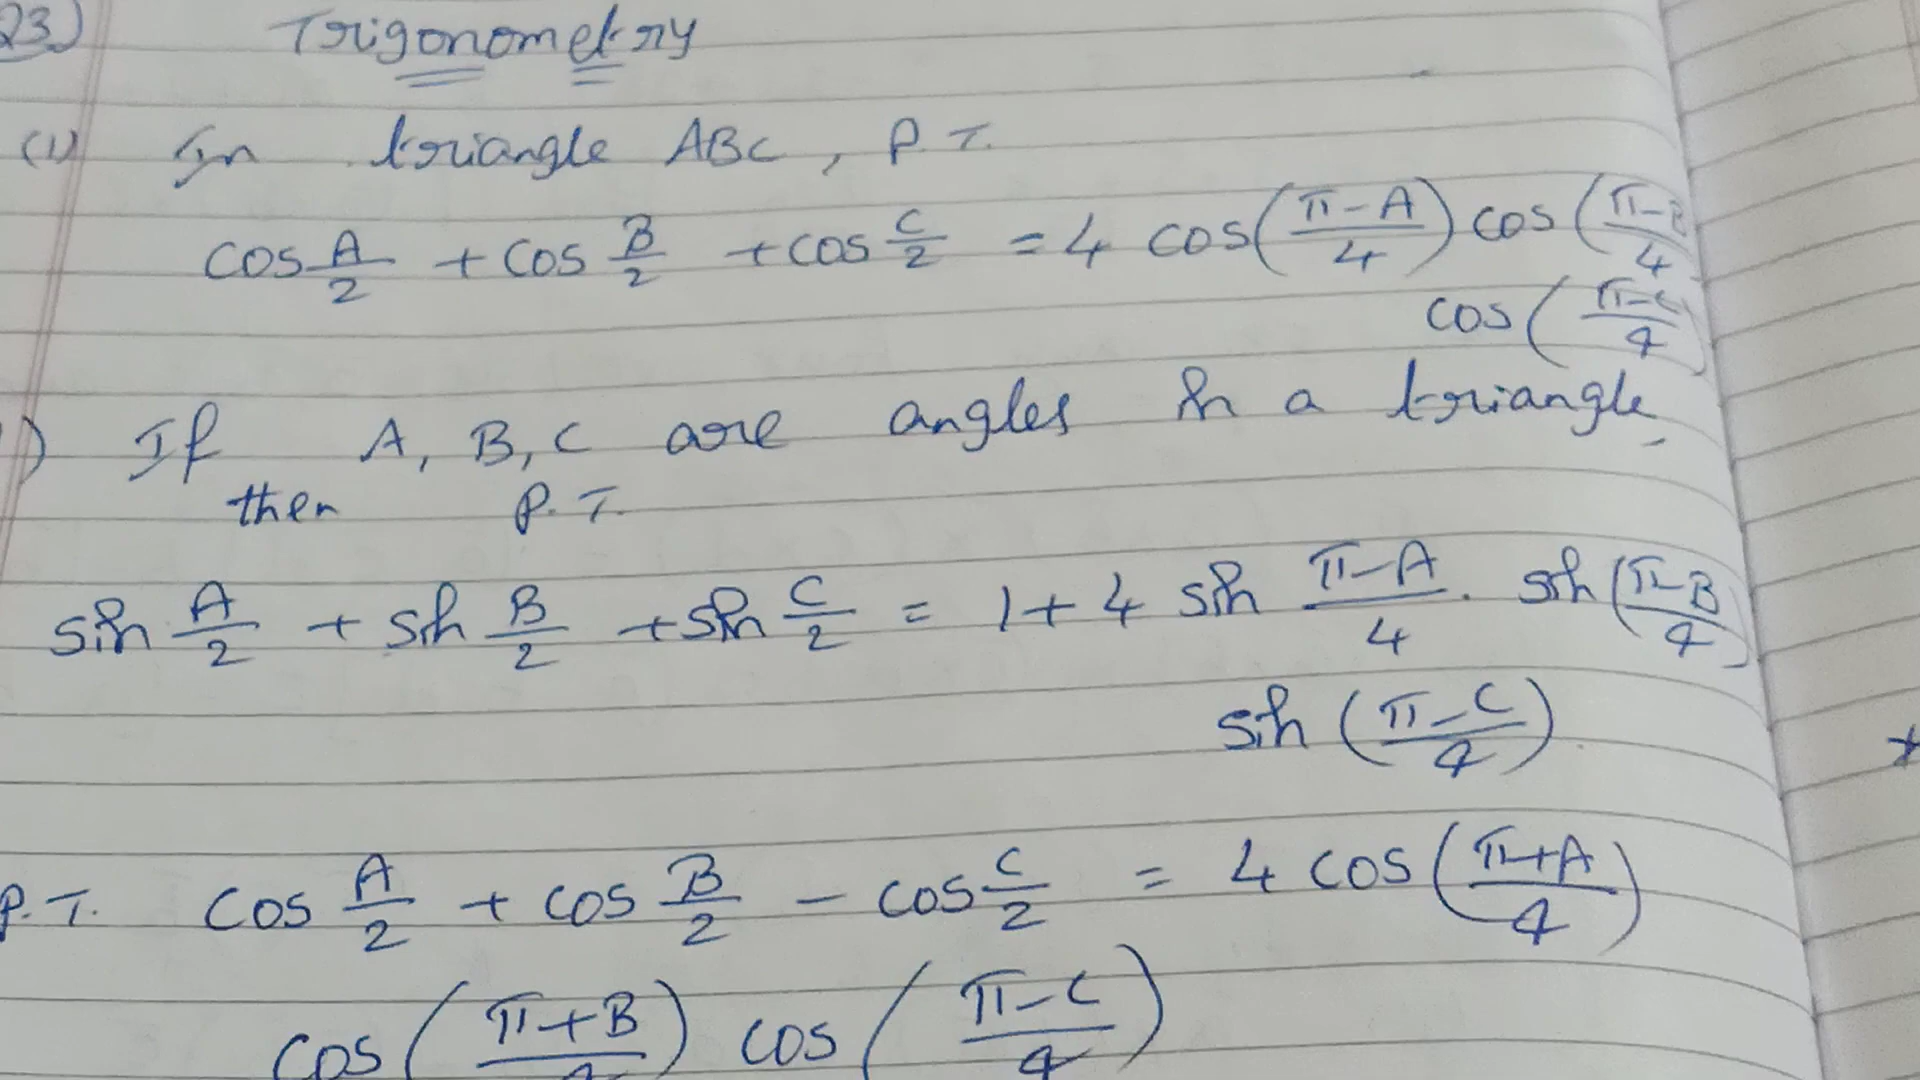 23) Trigonometry
(1) In triangle ABC, P.T.
cos A/2 + cos B/2 + cos C/2 = 4 cos(π-A/4) cos(π-B/4
cos(π-C/4)
) If A, B, C are angles in a triangle,
then P.T.
sin A/2 + sin B/2 + sin C/2 = 1 + 4 sin π-A/4 . sin(π-B/4)
sin(π-C/4)
P.T. cos A/2 + cos B/2 - cos C/2 = 4 cos(π+A/4)
cos(π+B/4) cos(π-C/4)